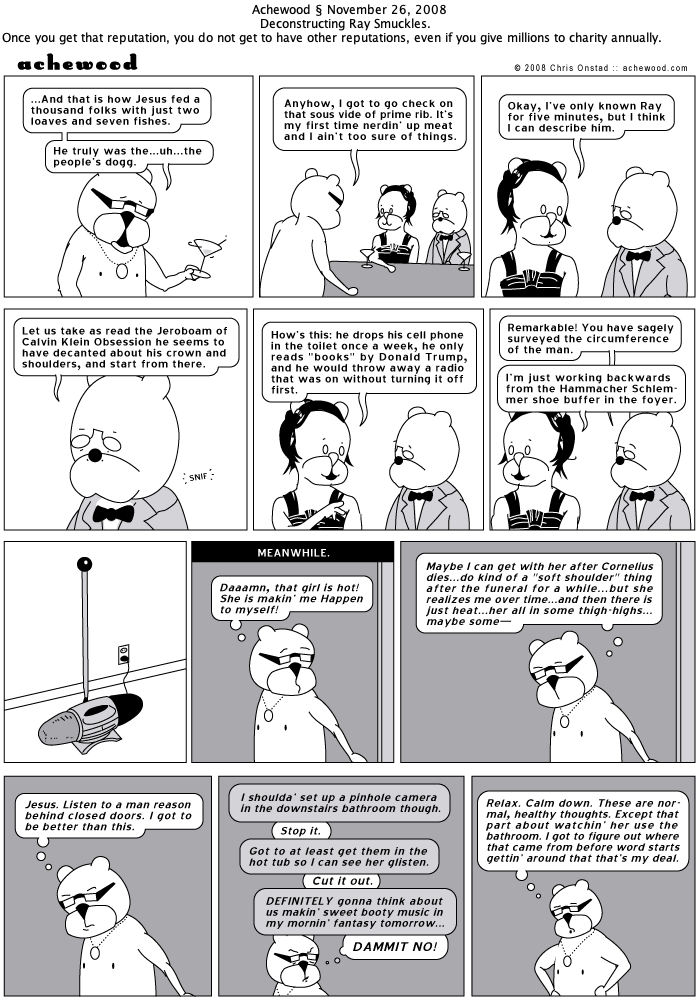 Achewood § November 26, 2008
Deconstructing Ray Smuckles.
Once you get that reputation, you do not get to have other reputations, even if you give millions to charity annually.
achewood
© 2008 Chris Onstad :: achewood.com
...And that is how Jesus fed a
thousand folks with just two
loaves and seven fishes.
He truly was the...uh...the
people's dogg.
Anyhow, I got to go check on
that sous vide of prime rib. It's
my first time nerdin' up meat
and I ain't too sure of things.
Okay, I've only known Ray
for five minutes, but I think
I can describe him.
Let us take as read the Jeroboam of
Calvin Klein Obsession he seems to
have decanted about his crown and
shoulders, and start from there.
SNIF
How's this: he drops his cell phone
in the toilet once a week, he only
reads "books" by Donald Trump,
and he would throw away a radio
that was on without turning it off
first.
Remarkable! You have sagely
surveyed the circumference
of the man.
I'm just working backwards
from the Hammacher Schlem-
mer shoe buffer in the foyer.
MEANWHILE.
Daaamn, that girl is hot!
She is makin' me Happen
to myself!
Maybe I can get with her after Cornelius
dies...do kind of a "soft shoulder" thing
after the funeral for a while...but she
realizes me over time...and then there is
just heat...her all in some thigh-highs...
maybe some—
Jesus. Listen to a man reason
behind closed doors. I got to
be better than this.
I shoulda' set up a pinhole camera
in the downstairs bathroom though.
Stop it.
Got to at least get them in the
hot tub so I can see her glisten.
Cut it out.
DEFINITELY gonna think about
us makin' sweet booty music in
my mornin' fantasy tomorrow...
DAMMIT NO!
Relax. Calm down. These are nor-
mal, healthy thoughts. Except that
part about watchin' her use the
bathroom. I got to figure out where
that came from before word starts
gettin' around that that's my deal.